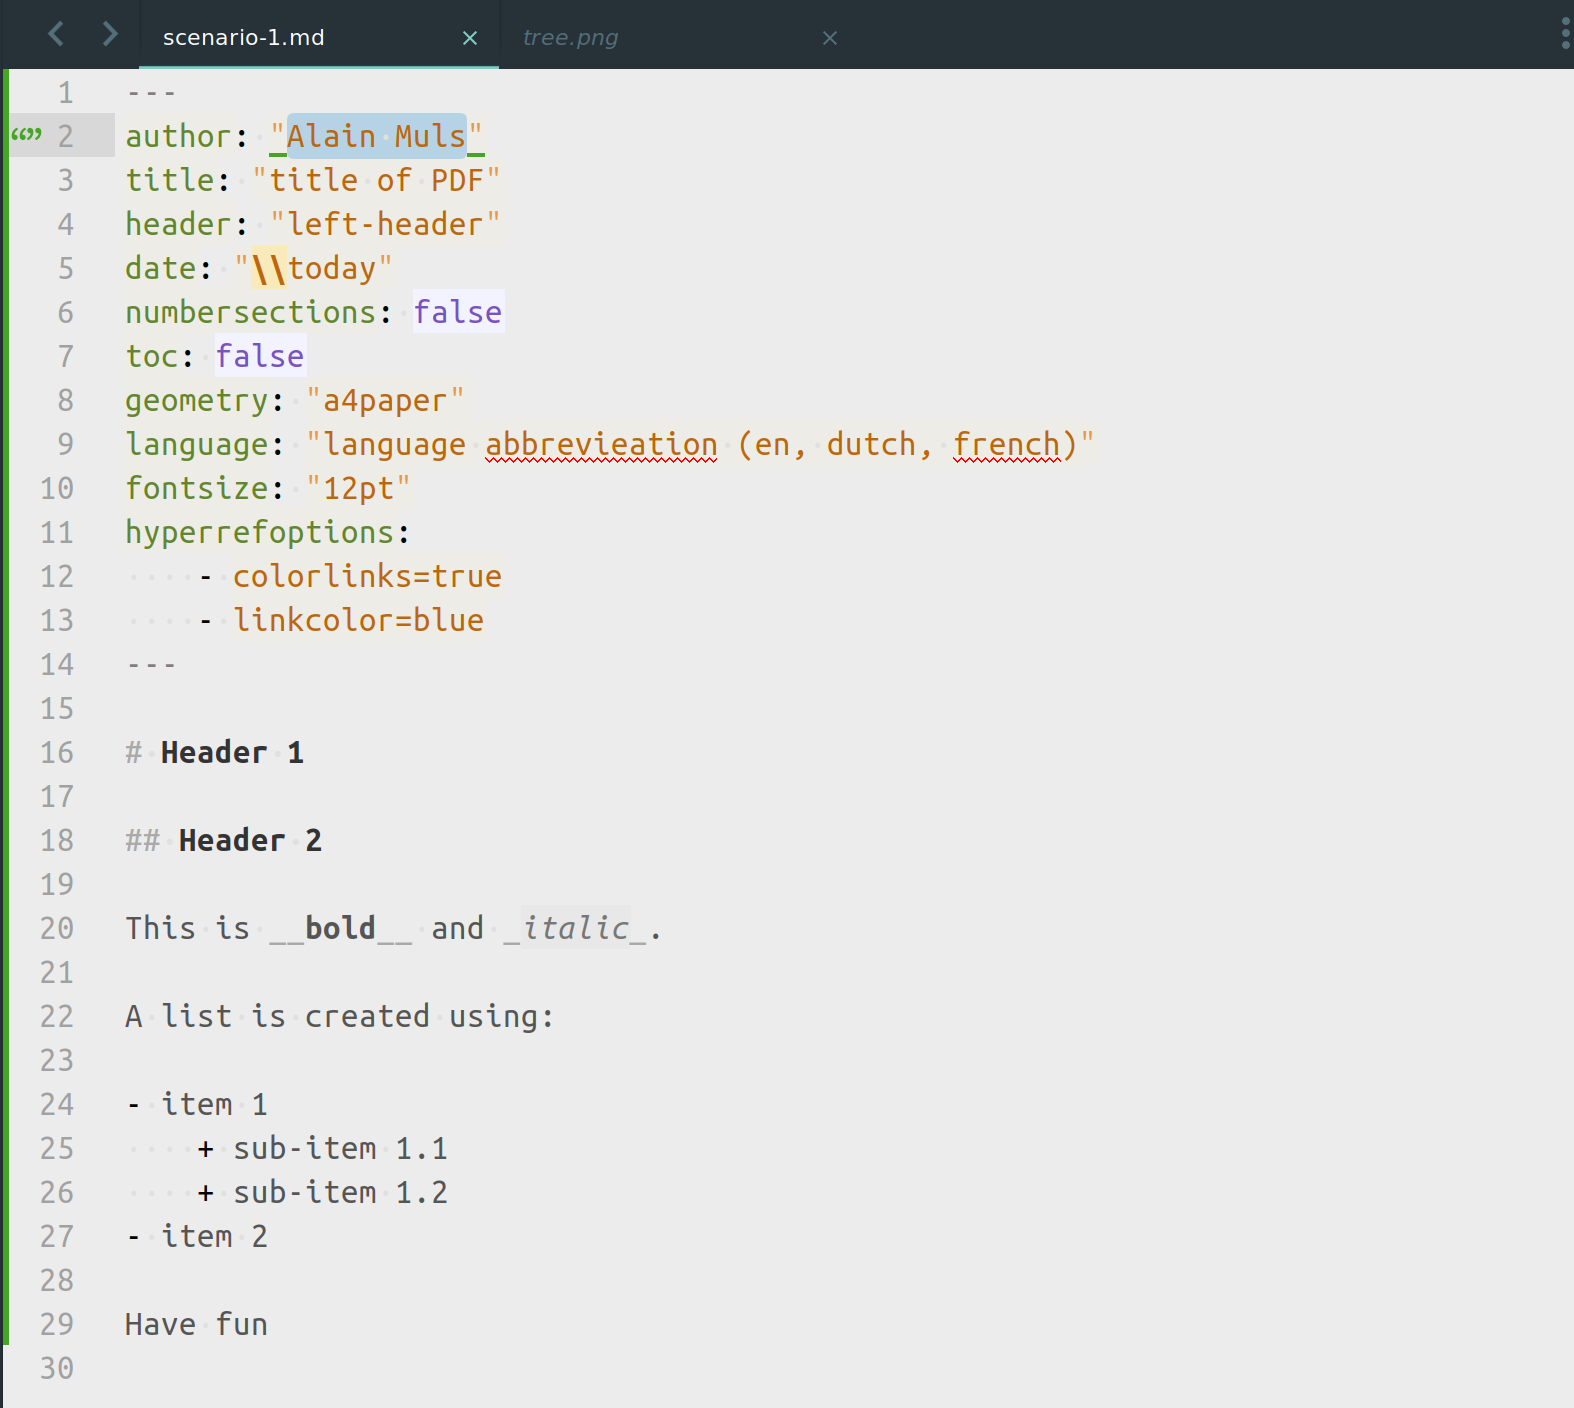 scenario-1.md × tree.png ×
1 ---
2 author: "Alain Muls"
3 title: "title of PDF"
4 header: "left-header"
5 date: "\\today"
6 numbersections: false
7 toc: false
8 geometry: "a4paper"
9 language: "language abbrevieation (en, dutch, french)"
10 fontsize: "12pt"
11 hyperrefoptions:
12     - colorlinks=true
13     - linkcolor=blue
14 ---
15
16 # Header 1
17
18 ## Header 2
19
20 This is __bold__ and _italic_.
21
22 A list is created using:
23
24 - item 1
25     + sub-item 1.1
26     + sub-item 1.2
27 - item 2
28
29 Have fun
30